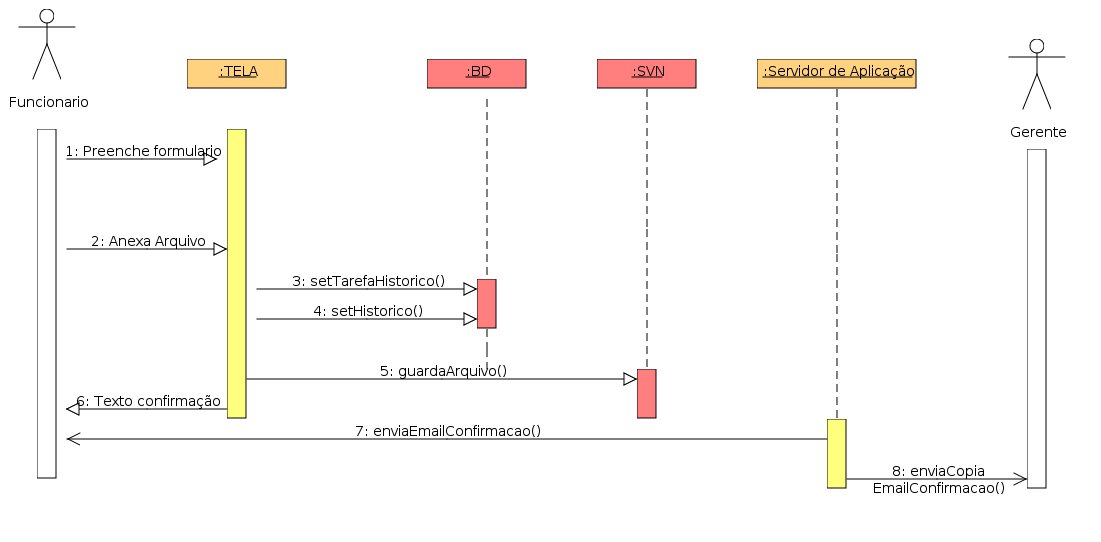 :TELA
:BD
:SVN
:Servidor de Aplicação
Funcionario
Gerente
1: Preenche formulario
2: Anexa Arquivo
3: setTarefaHistorico()
4: setHistorico()
5: guardaArquivo()
6: Texto confirmação
7: enviaEmailConfirmacao()
8: enviaCopia
EmailConfirmacao()